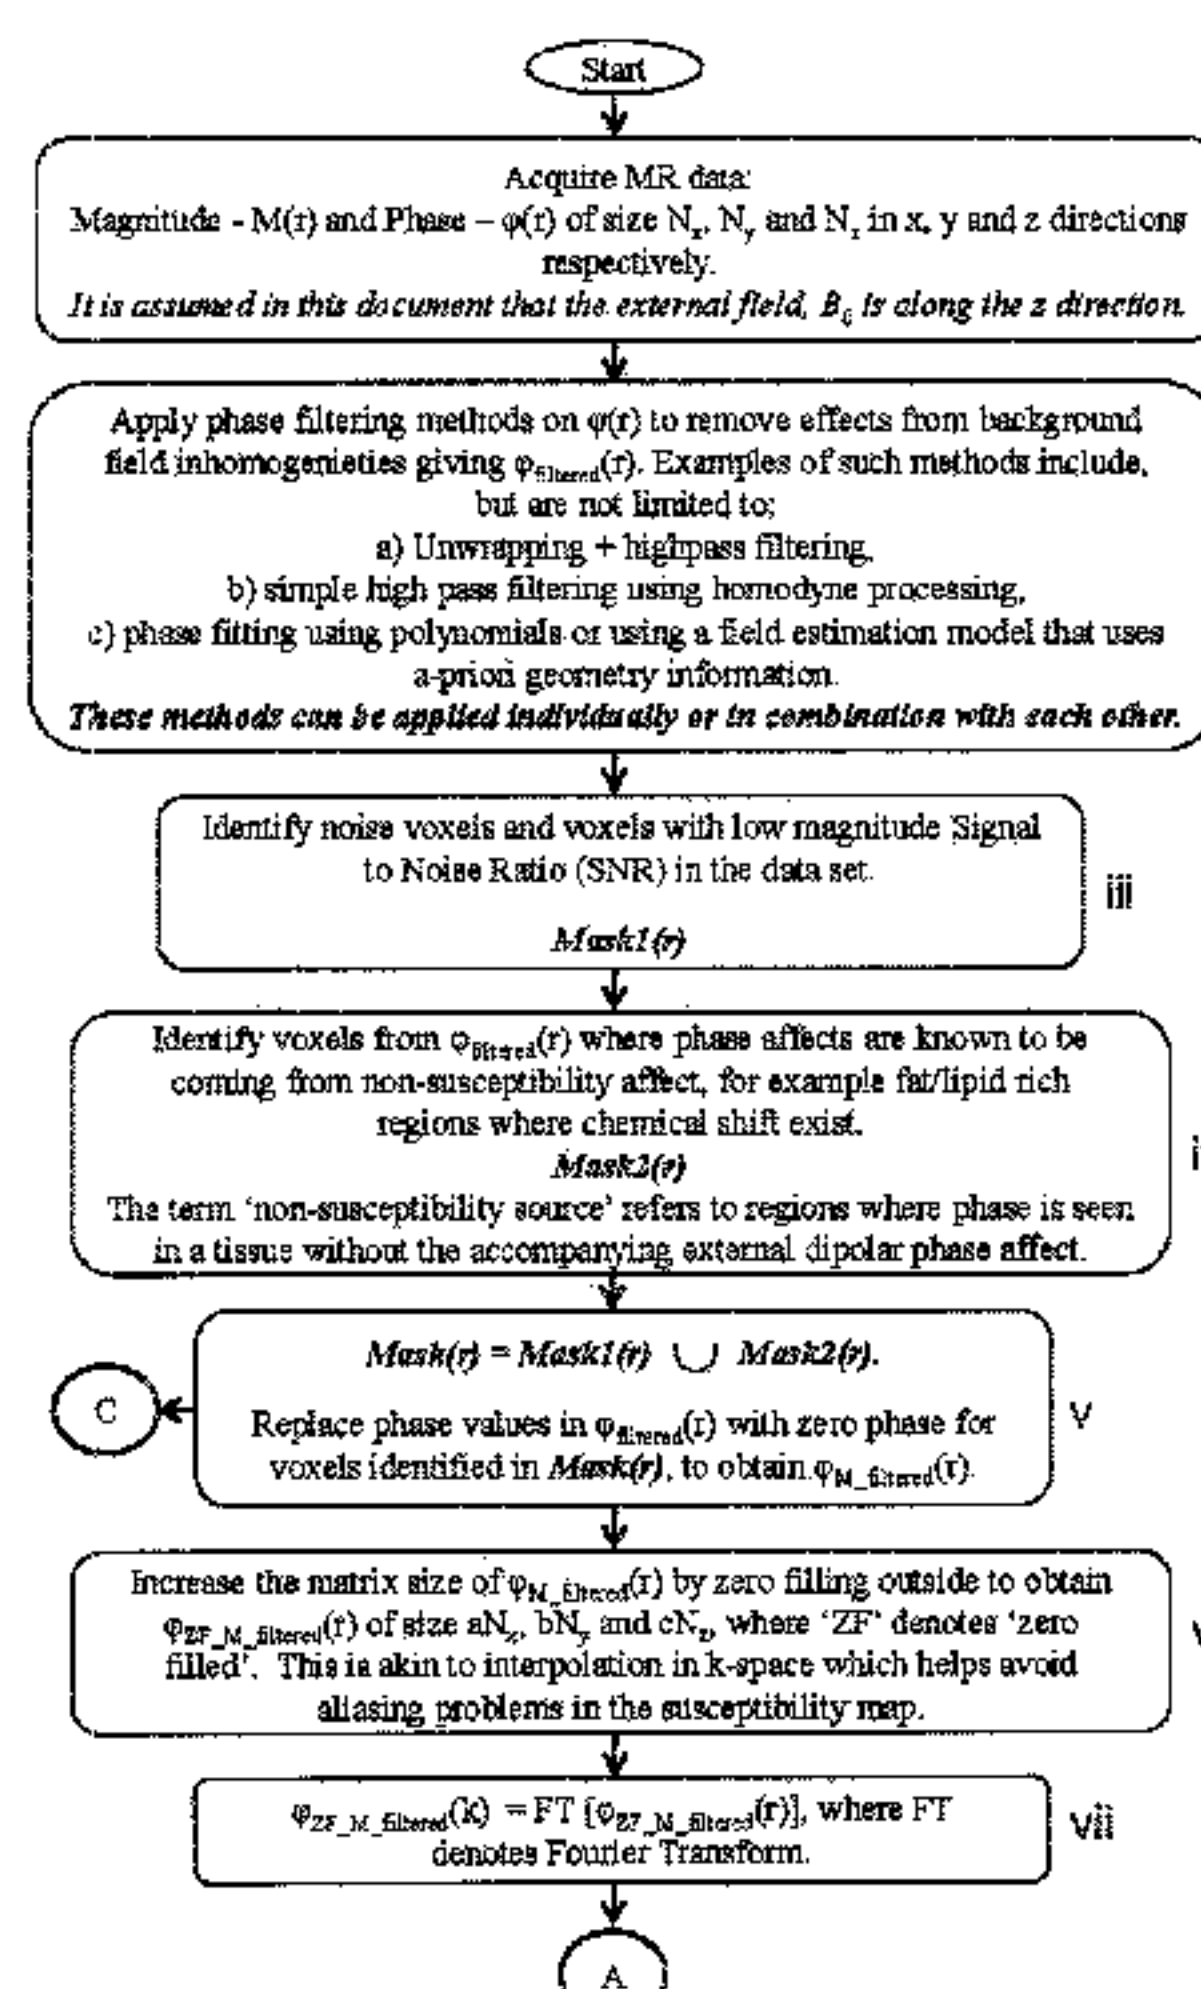 Start
Acquire MR data:
Magnitude - M(r) and Phase – φ(r) of size Nx, Ny and Nz in x, y and z directions
respectively.
It is assumed in this document that the external field, B0 is along the z direction.
Apply phase filtering methods on φ(r) to remove effects from background
field inhomogenieties giving φfiltered(r). Examples of such methods include,
but are not limited to;
a) Unwrapping + highpass filtering,
b) simple high pass filtering using homodyne processing,
c) phase fitting using polynomials or using a field estimation model that uses
a-priori geometry information.
These methods can be applied individually or in combination with each other.
Identify noise voxels and voxels with low magnitude Signal
to Noise Ratio (SNR) in the data set.
iii
Mask1(r)
Identify voxels from φfiltered(r) where phase affects are known to be
coming from non-susceptibility affect, for example fat/lipid rich
regions where chemical shift exist.
Mask2(r)
The term ‘non-susceptibility source’ refers to regions where phase is seen
in a tissue without the accompanying external dipolar phase affect.
Mask(r) = Mask1(r) ∪ Mask2(r).
C
v
Replace phase values in φfiltered(r) with zero phase for
voxels identified in Mask(r), to obtain φM_filtered(r).
Increase the matrix size of φM_filtered(r) by zero filling outside to obtain
φZF_M_filtered(r) of size aNx, bNy and cNz, where ‘ZF’ denotes ‘zero
filled’. This is akin to interpolation in k-space which helps avoid
aliasing problems in the susceptibility map.
φZF_M_filtered(k) = FT [φZF_M_filtered(r)], where FT
denotes Fourier Transform.
vii
A